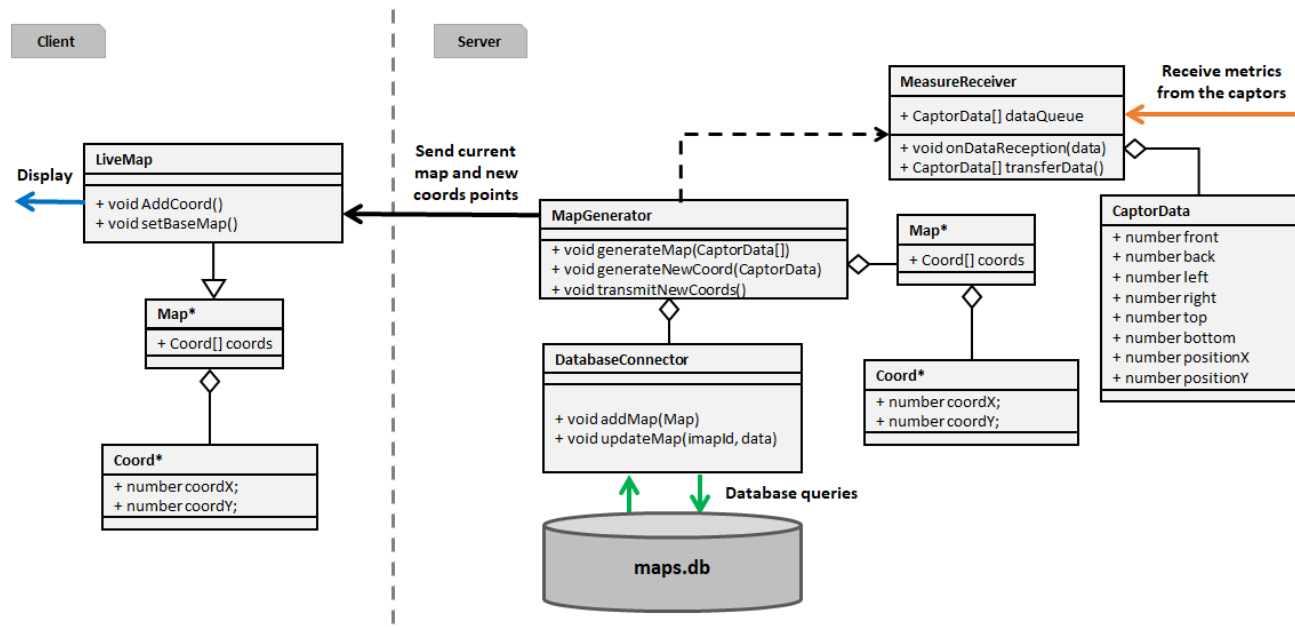 Client
Server
Display
LiveMap
+ void AddCoord()
+ void setBaseMap()
Map*
+ Coord[] coords
Coord*
+ number coordX;
+ number coordY;
Send current
map and new
coords points
MapGenerator
+ void generateMap(CaptorData[])
+ void generateNewCoord(CaptorData)
+ void transmitNewCoords()
DatabaseConnector
+ void addMap(Map)
+ void updateMap(imapId, data)
Database queries
maps.db
MeasureReceiver
+ CaptorData[] dataQueue
+ void onDataReception(data)
+ CaptorData[] transferData()
Receive metrics
from the captors
Map*
+ Coord[] coords
Coord*
+ number coordX;
+ number coordY;
CaptorData
+ number front
+ number back
+ number left
+ number right
+ number top
+ number bottom
+ number positionX
+ number positionY